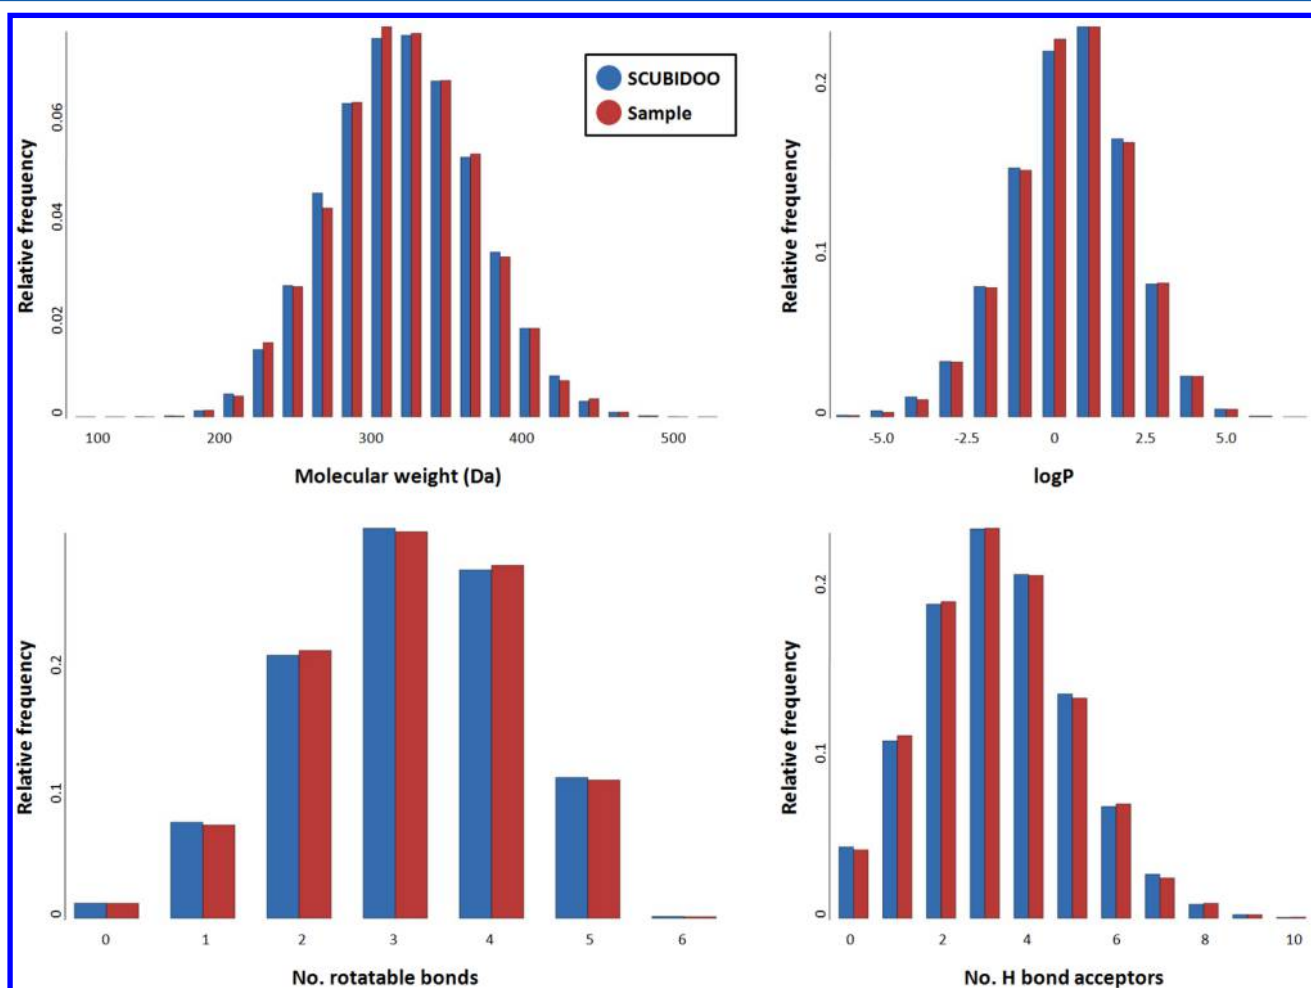 SCUBIDOO
Sample
Relative frequency
0.06
0.04
0.02
0
100 200 300 400 500
Molecular weight (Da)
Relative frequency
0.2
0.1
0
-5.0 -2.5 0 2.5 5.0
logP
Relative frequency
0.2
0.1
0
0 1 2 3 4 5 6
No. rotatable bonds
Relative frequency
0.2
0.1
0
0 2 4 6 8 10
No. H bond acceptors